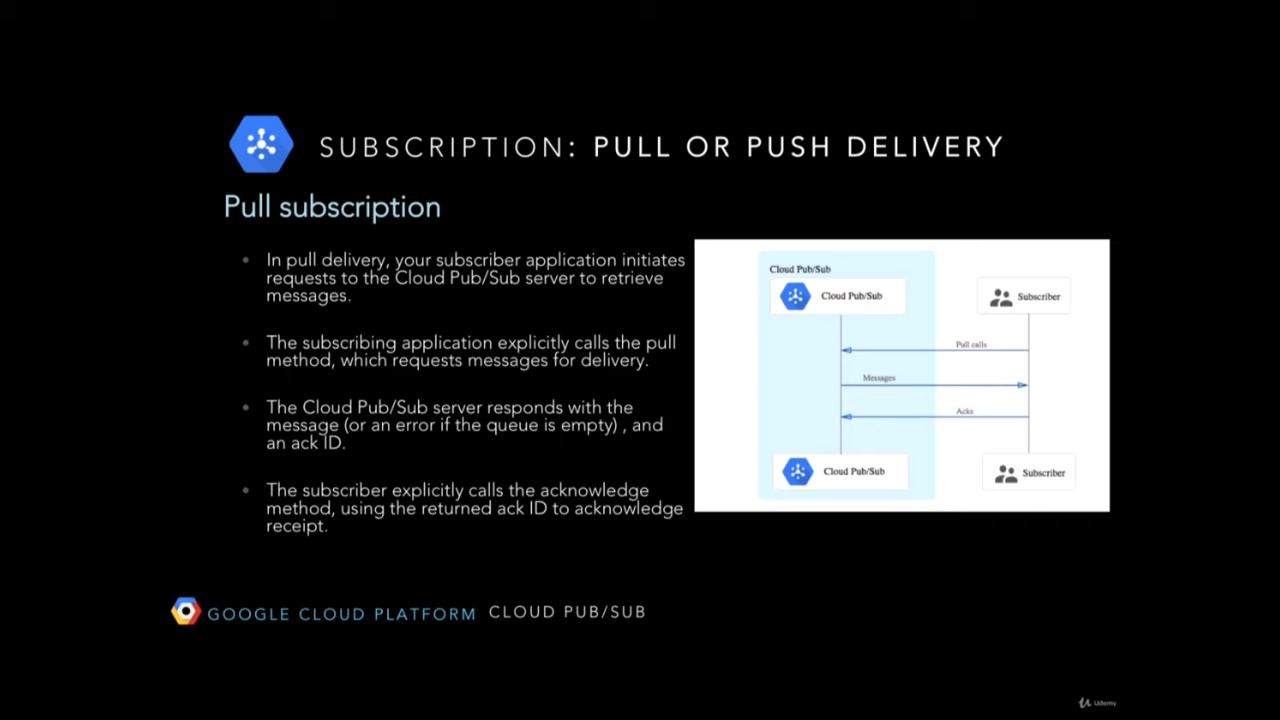 SUBSCRIPTION: PULL OR PUSH DELIVERY
Pull subscription
In pull delivery, your subscriber application initiates
requests to the Cloud Pub/Sub server to retrieve
messages.
The subscribing application explicitly calls the pull
method, which requests messages for delivery.
The Cloud Pub/Sub server responds with the
message (or an error if the queue is empty) , and
an ack ID.
The subscriber explicitly calls the acknowledge
method, using the returned ack ID to acknowledge
receipt.
Cloud Pub/Sub
Cloud Pub/Sub
Subscriber
Pull calls
Messages
Acks
Cloud Pub/Sub
Subscriber
GOOGLE CLOUD PLATFORM CLOUD PUB/SUB
Udemy